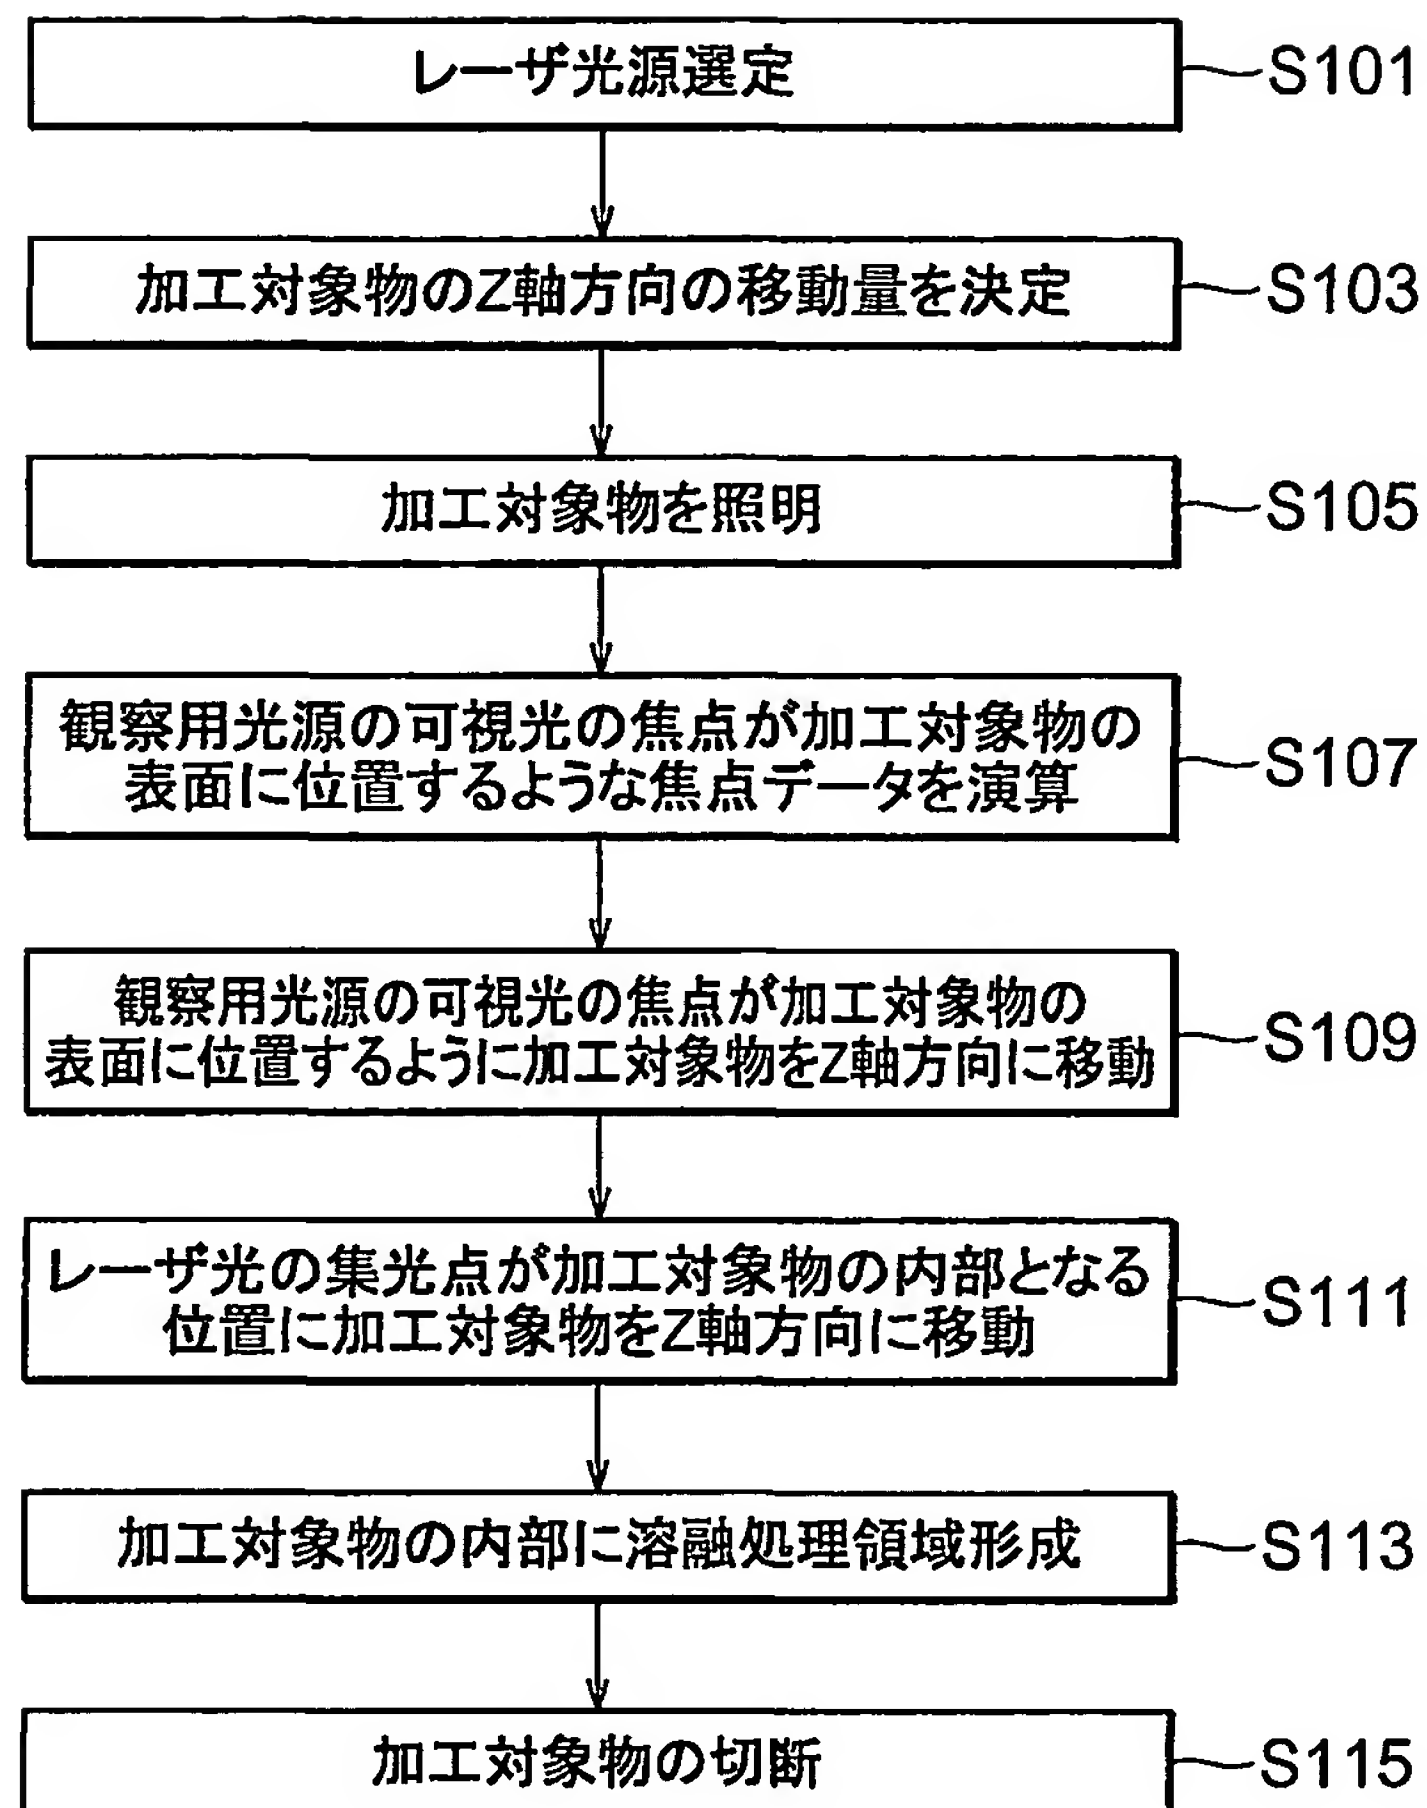 レーザ光源選定
S101
加工対象物のZ軸方向の移動量を決定
S103
加工対象物を照明
S105
観察用光源の可視光の焦点が加工対象物の
表面に位置するような焦点データを演算
S107
観察用光源の可視光の焦点が加工対象物の
表面に位置するように加工対象物をZ軸方向に移動
S109
レーザ光の集光点が加工対象物の内部となる
位置に加工対象物をZ軸方向に移動
S111
加工対象物の内部に溶融処理領域形成
S113
加工対象物の切断
S115